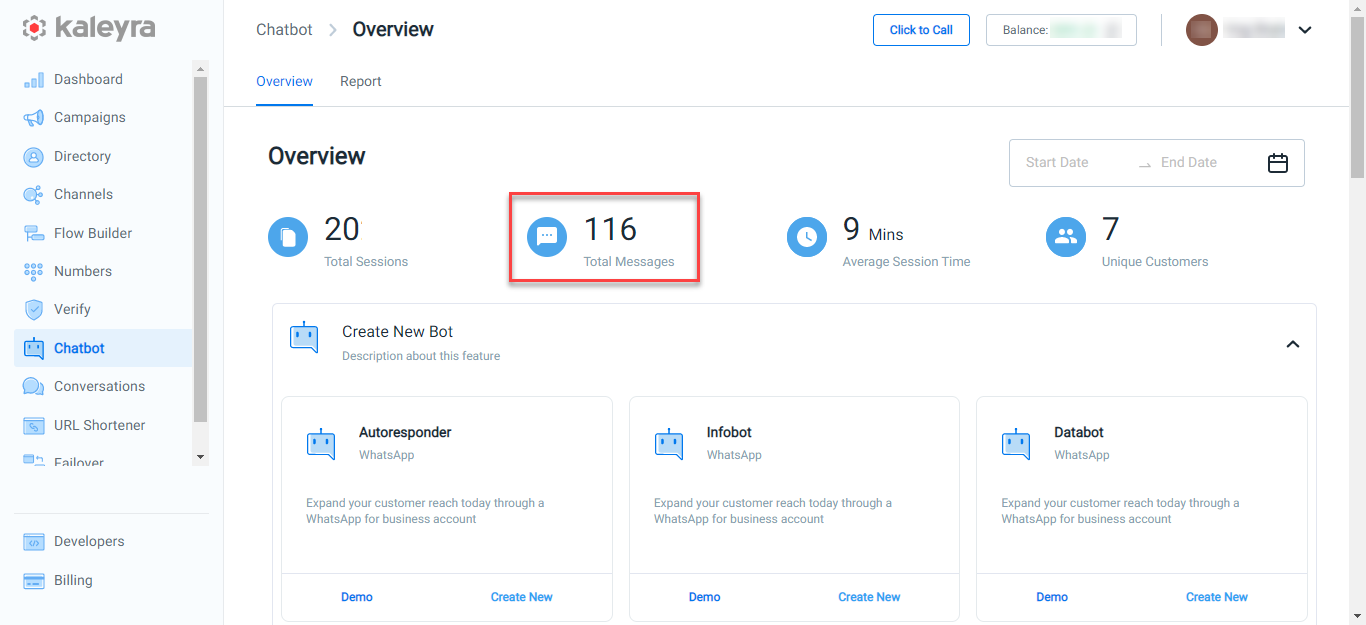 kaleyra
Dashboard
Campaigns
Directory
Channels
Flow Builder
Numbers
Verify
Chatbot
Conversations
URL Shortener
Failover
Developers
Billing
Chatbot > Overview
Click to Call
Balance:
Overview Report
Overview
Start Date → End Date
20
Total Sessions
116
Total Messages
9 Mins
Average Session Time
7
Unique Customers
Create New Bot
Description about this feature
Autoresponder
WhatsApp
Expand your customer reach today through a
WhatsApp for business account
Demo Create New
Infobot
WhatsApp
Expand your customer reach today through a
WhatsApp for business account
Demo Create New
Databot
WhatsApp
Expand your customer reach today through a
WhatsApp for business account
Demo Create New